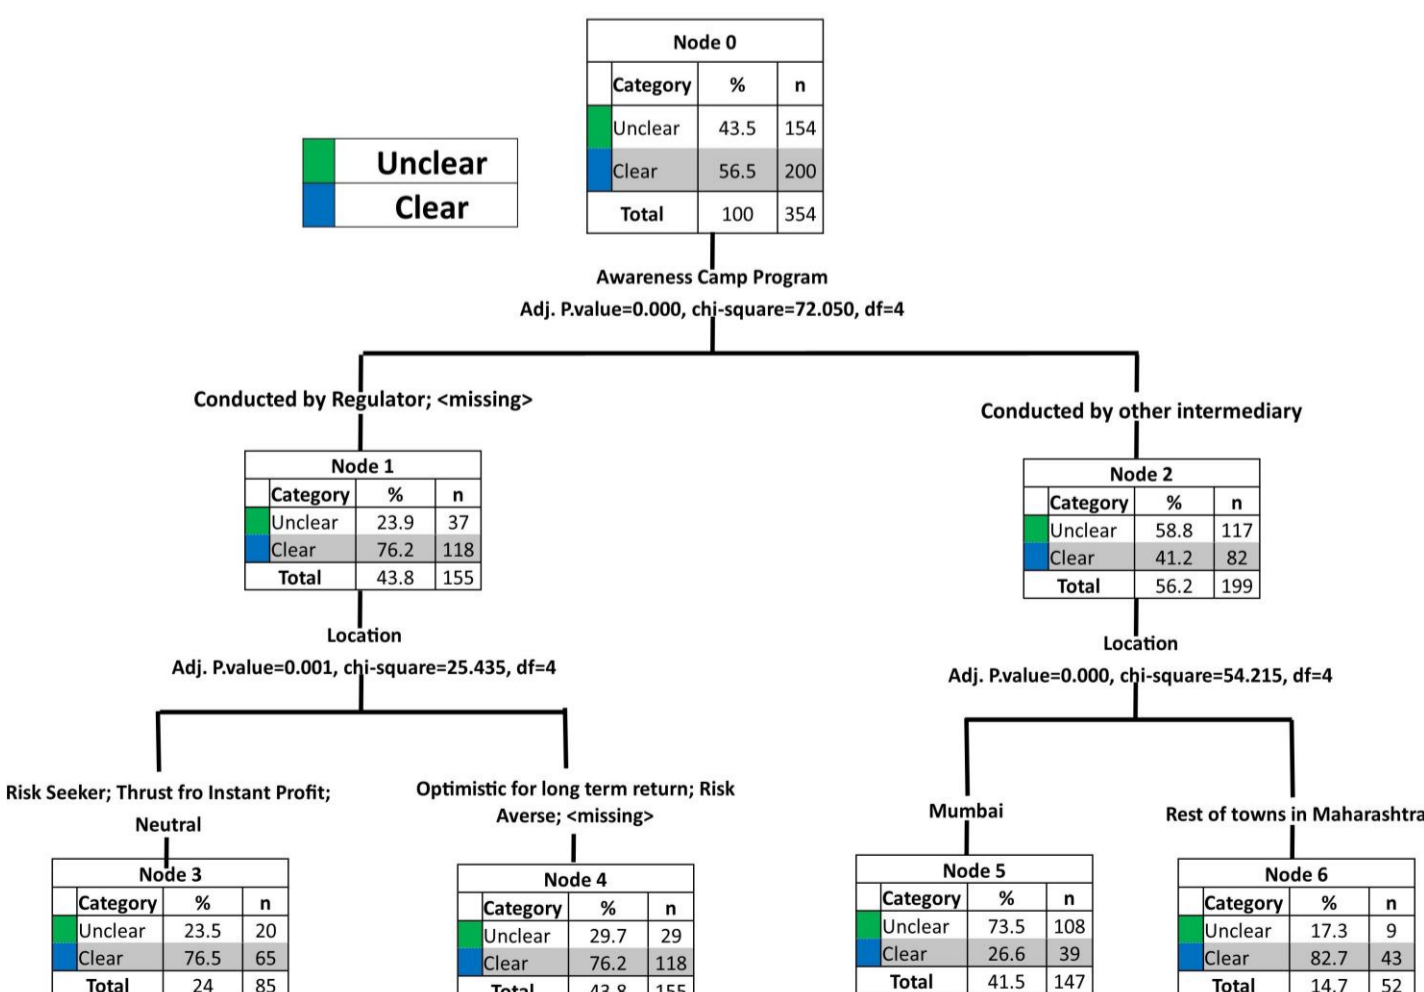 Node 0
Category % n
Unclear 43.5 154
Clear 56.5 200
Total 100 354
Unclear
Clear
Awareness Camp Program
Adj. P.value=0.000, chi-square=72.050, df=4
Conducted by Regulator; <missing>
Conducted by other intermediary
Node 1
Category % n
Unclear 23.9 37
Clear 76.2 118
Total 43.8 155
Node 2
Category % n
Unclear 58.8 117
Clear 41.2 82
Total 56.2 199
Location
Adj. P.value=0.001, chi-square=25.435, df=4
Location
Adj. P.value=0.000, chi-square=54.215, df=4
Risk Seeker; Thrust fro Instant Profit;
Neutral
Optimistic for long term return; Risk
Averse; <missing>
Mumbai
Rest of towns in Maharashtra
Node 3
Category % n
Unclear 23.5 20
Clear 76.5 65
Total 24 85
Node 4
Category % n
Unclear 29.7 29
Clear 76.2 118
Total 43.8 155
Node 5
Category % n
Unclear 73.5 108
Clear 26.6 39
Total 41.5 147
Node 6
Category % n
Unclear 17.3 9
Clear 82.7 43
Total 14.7 52